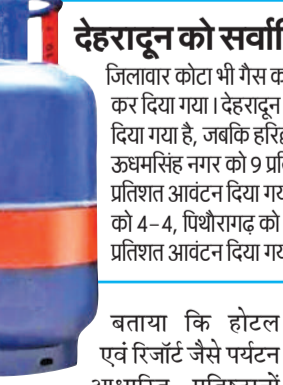 देहरादून को सर्वा
जिलावार कोटा भी गैस क
कर दिया गया। देहरादून
दिया गया है, जबकि हरिद्व
ऊधमसिंह नगर को 9 प्रति
प्रतिशत आवंटन दिया गय
को 4-4, पिथौरागढ़ को
प्रतिशत आवंटन दिया गय
बताया कि होटल
एवं रिजॉर्ट जैसे पर्यटन